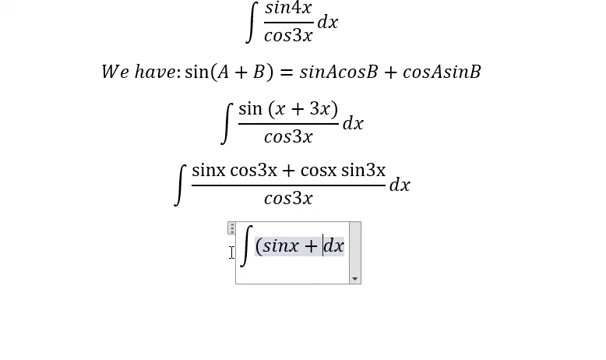 ∫ sin4x/cos3x dx
We have: sin(A + B) = sinAcosB + cosAsinB
∫ sin (x + 3x)/cos3x dx
∫ sinx cos3x + cosx sin3x/cos3x dx
∫ (sinx + dx